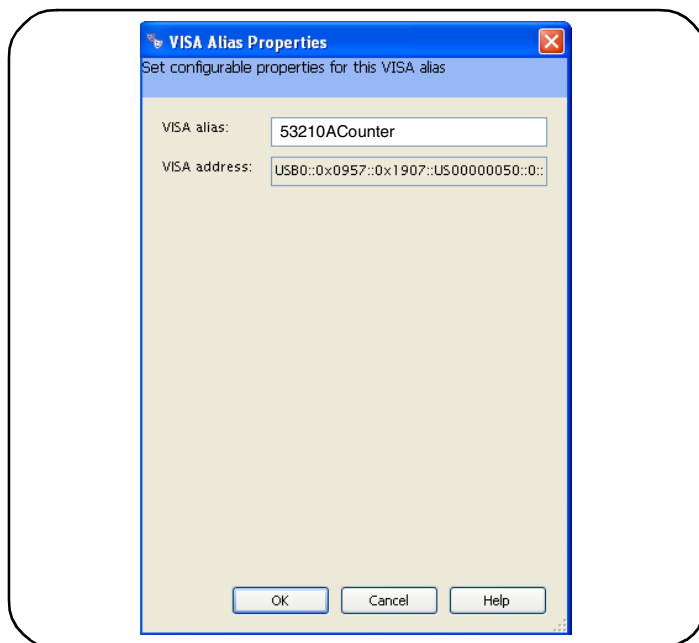 VISA Alias Properties
Set configurable properties for this VISA alias
VISA alias: 53210ACounter
VISA address: USB0::0x0957::0x1907::US00000050::0::
OK Cancel Help